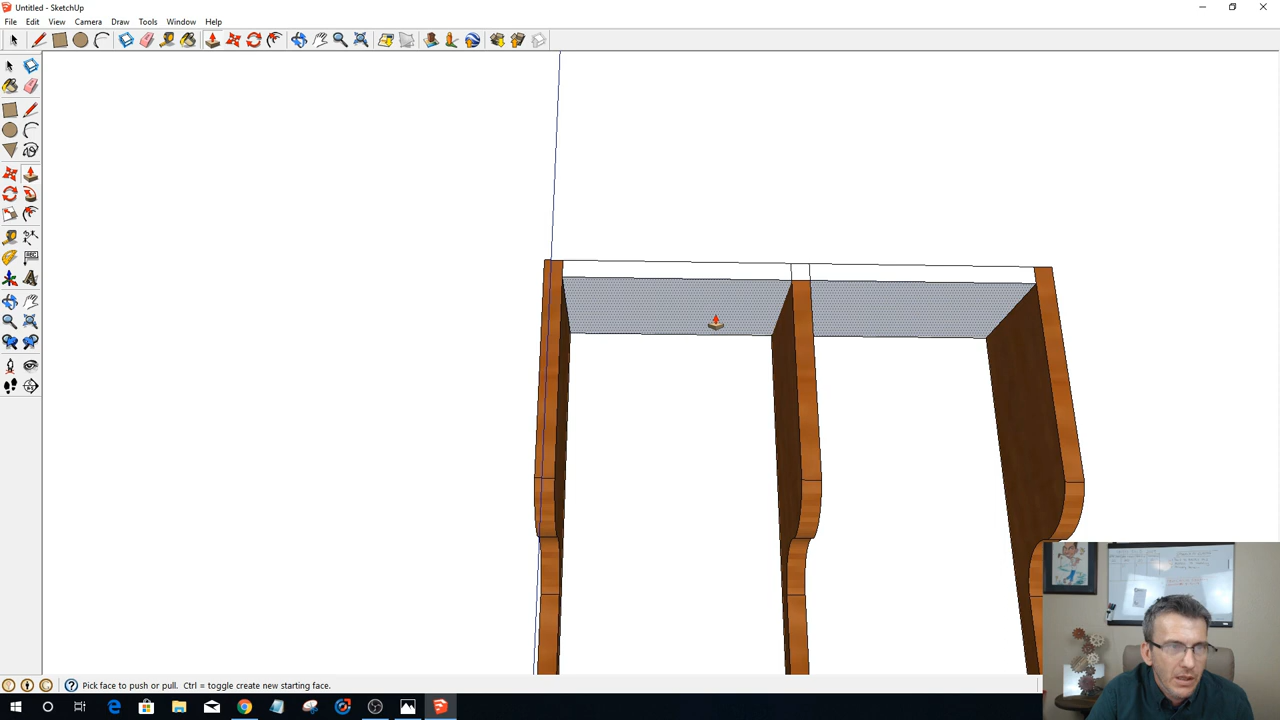 Untitled - SketchUp
File Edit View Camera Draw Tools Window Help
Pick face to push or pull. Ctrl = toggle create new starting face.